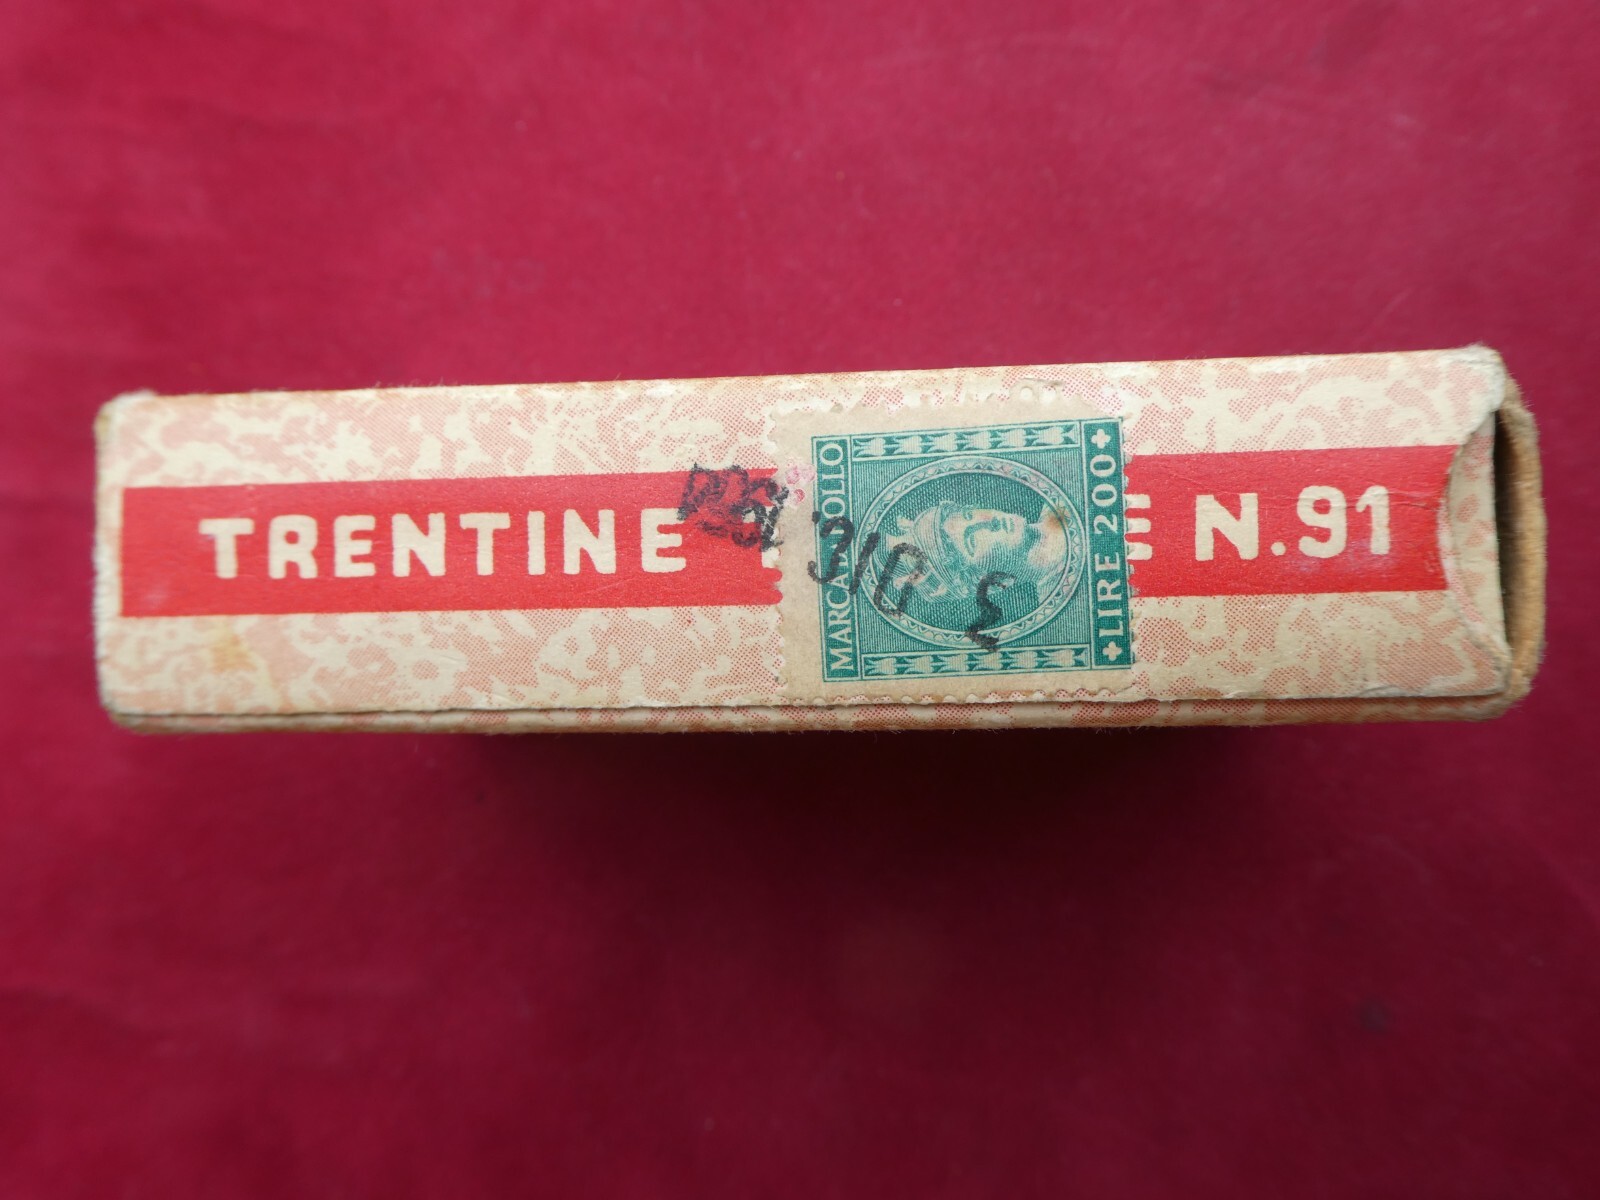 TRENTINE N.91
MARCA DA BOLLO
LIRE 200